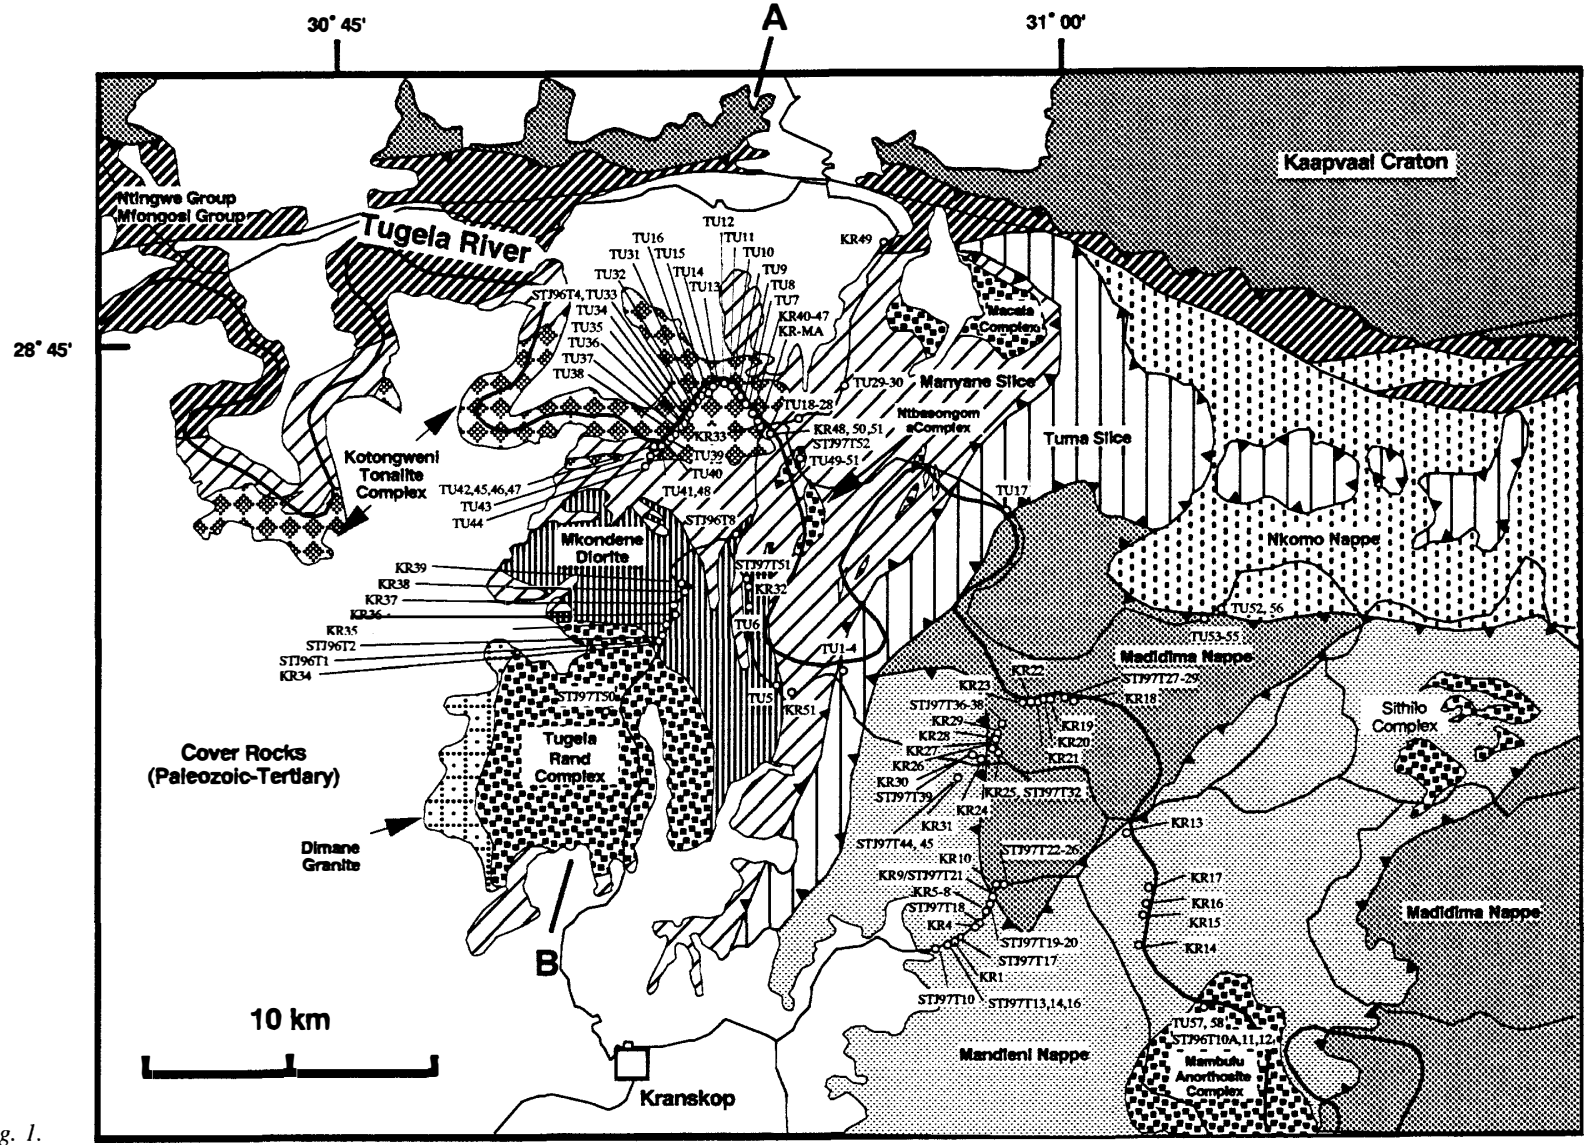 30° 45'
A
31° 00'
Kaapvaal Craton
Ntingwe Group
Mfongosi Group
Tugela River
TU12
TU16
TU11
KR49
TU31
TU15
TU10
TU32
TU14
TU9
TU13
TU8
STJ96T4, TU33
TU7
TU34
KR40-47
Macala
Complex
TU35
KR-MA
28° 45'
TU36
TU37
TU38
TU29-30
Manyane Slice
TU18-28
Ntbasongom
aComplex
KR33
KR48, 50, 51
STJ97T52
Tuma Slice
Kotongweni
Tonalite
Complex
TU39
TU49-51
TU40
TU42,45,46,47
TU41,48
TU17
TU43
TU44
STJ96T8
Mkondene
Diorite
Nkomo Nappe
KR39
STJ97T51
KR38
KR32
KR37
KR36
TU52, 56
KR35
TU6
TU53-55
STJ96T2
TU1-4
Madidima Nappe
STJ96T1
KR22
KR34
STJ97T27-29
KR23
STJ97T50
TU5
KR18
STJ97T36-38
KR51
Sithilo
Complex
KR29
KR19
KR28
KR20
Tugela
Rand
Complex
KR27
KR21
Cover Rocks
(Paleozoic-Tertiary)
KR26
KR30
KR25, STJ97T32
STJ97T39
KR24
KR31
KR13
STJ97T44, 45
STJ97T22-26
Dimane
Granite
KR10
KR9/STJ97T21
KR17
KR5-8
KR16
STJ97T18
Madidima Nappe
KR4
KR15
STJ97T19-20
KR14
STJ97T17
B
KR1
STJ97T10
STJ97T13,14,16
10 km
TU57, 58
STJ96T10A,11,12
Mandleni Nappe
Mambulu
Anorthosite
Complex
Kranskop
g. 1.